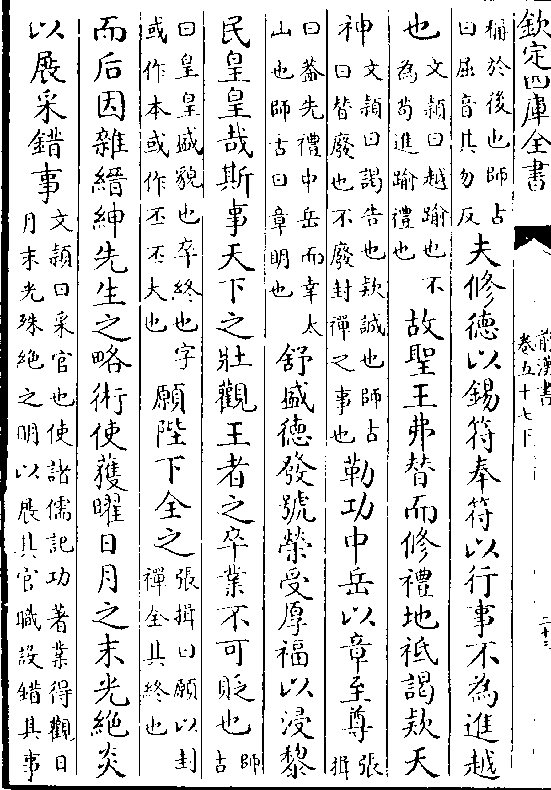 欽定四庫全書
前漢書
卷五十七下
二十三
稱於後也師古
曰屈音其勿反
夫修德以錫符奉符以行事不為進越
也
文頴曰越踰也不
為苟進踰禮也
故聖王弗替而修禮地祗謁欵天
神
文頴曰謁告也欵誠也師古
曰替廢也不廢封禪之事也
勒功中岳以章至尊
張揖
曰葢先禮中岳而幸太
山也師古曰章明也
舒盛德發號榮受厚福以浸黎
民皇皇哉斯事天下之壯觀王者之卒業不可貶也
師古
曰皇皇盛貌也卒終也字
或作本或作丕丕大也
願陛下全之
張揖曰願以封
禪全其終也
而后因雜縉紳先生之略術使獲曜日月之末光絶炎
以展采錯事
文頴曰采官也使諸儒記功著業得觀日
月末光殊絶之明以展其官職設錯其事